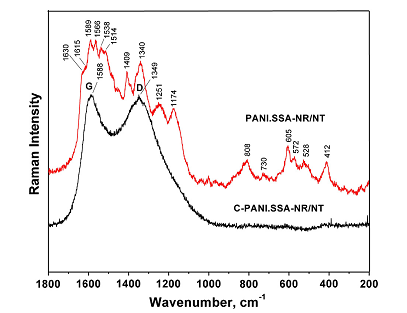 1630
1615
1589
1566
1538
1514
1588
1409
1340
1349
1251
1174
G
D
PANI.SSA-NR/NT
808
730
605
572
528
412
C-PANI.SSA-NR/NT
Raman Intensity
1800 1600 1400 1200 1000 800 600 400 200
Wavenumber, cm-1